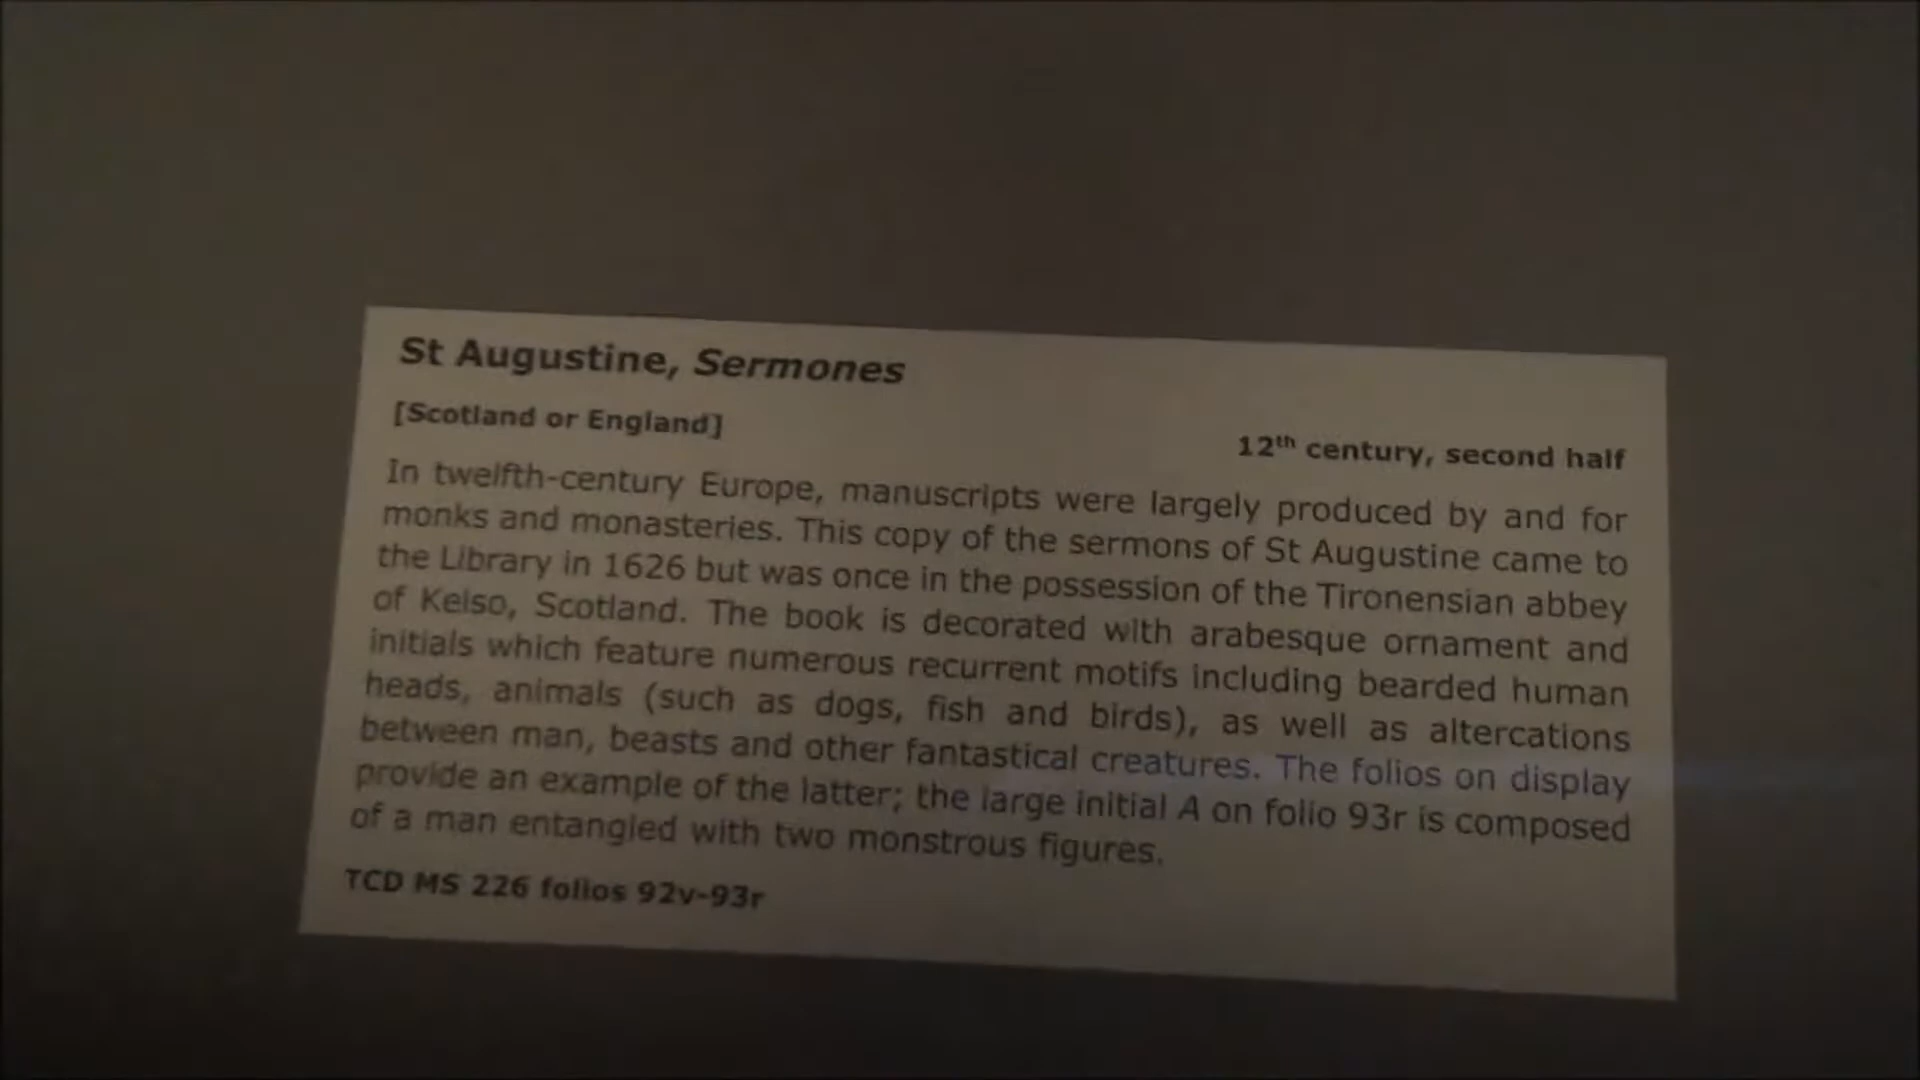 St Augustine, Sermones
[Scotland or England]
12th century, second half
In twelfth-century Europe, manuscripts were largely produced by and for
monks and monasteries. This copy of the sermons of St Augustine came to
the Library in 1626 but was once in the possession of the Tironensian abbey
of Kelso, Scotland. The book is decorated with arabesque ornament and
initials which feature numerous recurrent motifs including bearded human
heads, animals (such as dogs, fish and birds), as well as altercations
between man, beasts and other fantastical creatures. The folios on display
provide an example of the latter; the large initial A on folio 93r is composed
of a man entangled with two monstrous figures.
TCD MS 226 folios 92v-93r